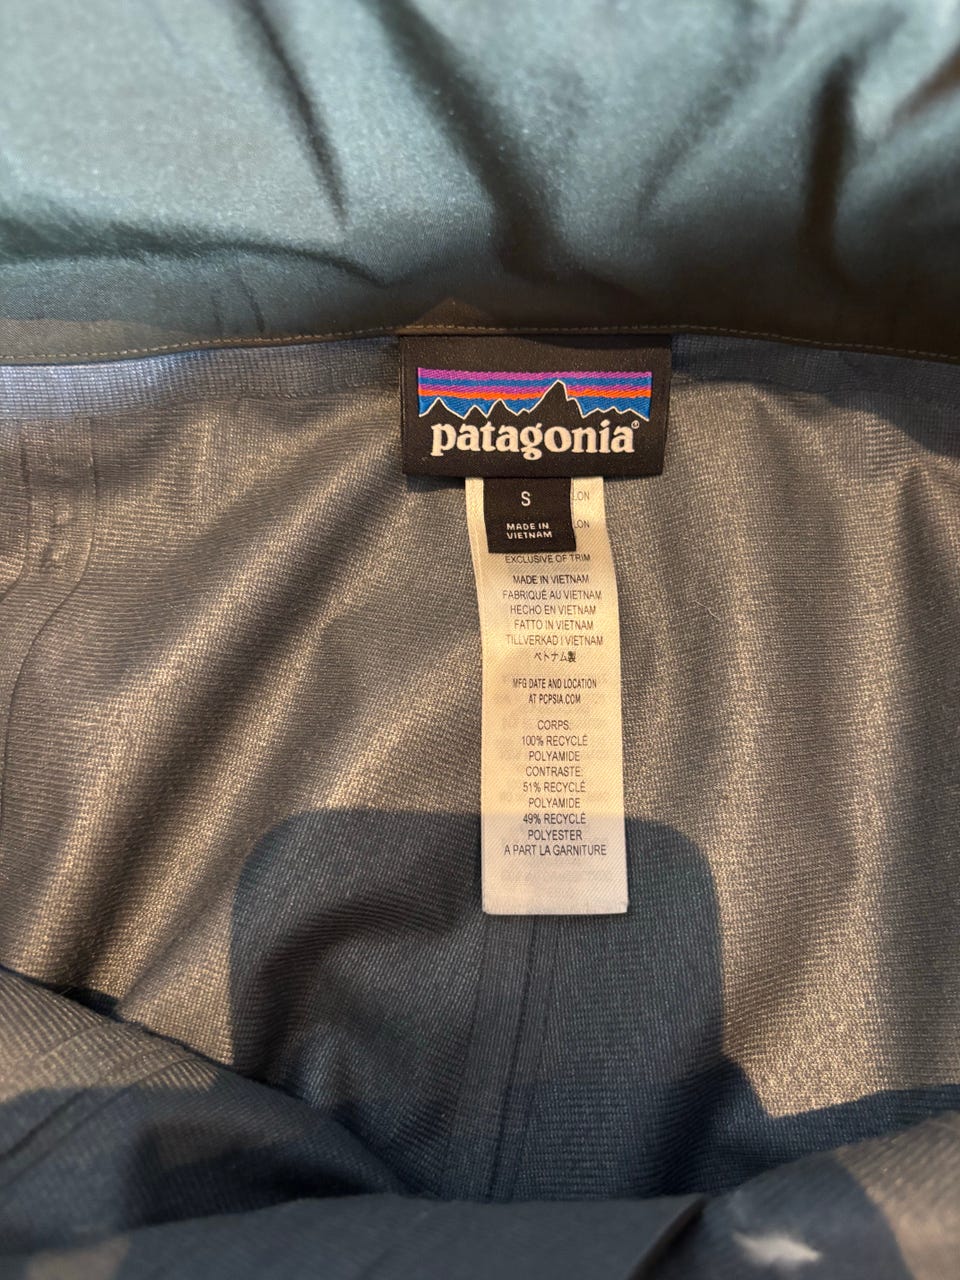 patagonia®
S
MADE IN
VIETNAM
LON
LON
EXCLUSIVE OF TRIM
MADE IN VIETNAM
FABRIQUÉ AU VIETNAM
HECHO EN VIETNAM
FATTO IN VIETNAM
TILLVERKAD I VIETNAM
ベトナム製
MFG DATE AND LOCATION
AT PCPSIA.COM
CORPS:
100% RECYCLÉ
POLYAMIDE
CONTRASTE:
51% RECYCLÉ
POLYAMIDE
49% RECYCLÉ
POLYESTER
A PART LA GARNITURE